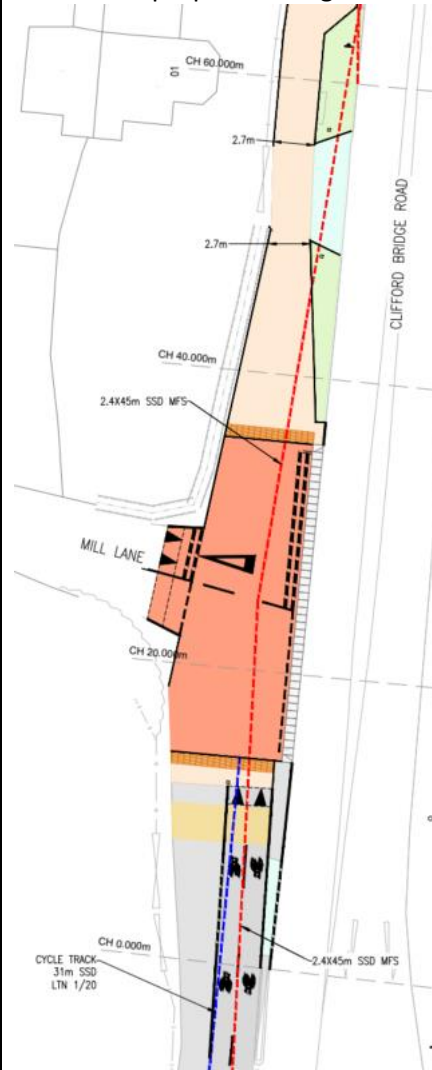 01
CH 60.000m
2.7m
CLIFFORD BRIDGE ROAD
2.7m
CH 40.000m
2.4X45m SSD MFS
MILL LANE
CH 20.000m
CH 0.000m
CYCLE TRACK
31m SSD
LTN 1/20
2.4X45m SSD MFS